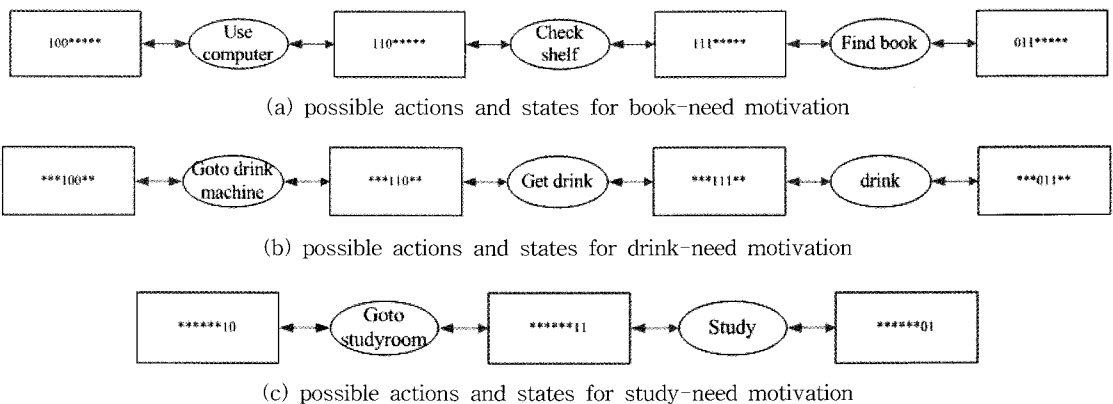 100*****
Use
computer
110*****
Check
shelf
111*****
Find book
011*****
(a) possible actions and states for book-need motivation
***100**
Goto drink
machine
***110**
Get drink
***111**
drink
***011**
(b) possible actions and states for drink-need motivation
******10
Goto
studyroom
******11
Study
******01
(c) possible actions and states for study-need motivation